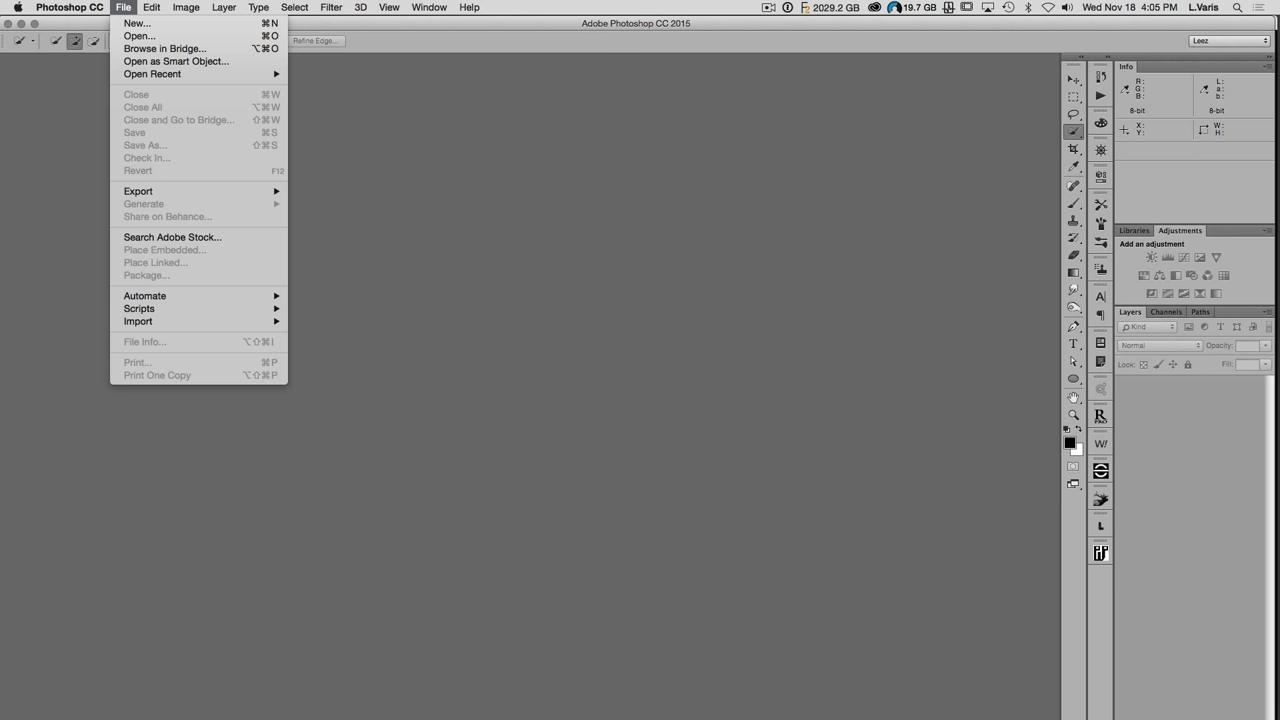 Photoshop CC File Edit Image Layer Type Select Filter 3D View Window Help 2029.2 GB 19.7 GB Wed Nov 18 4:05 PM L.Varis
Adobe Photoshop CC 2015
Refine Edge... Leez
New... ⌘N
Open... ⌘O
Browse in Bridge... ⌥⌘O
Open as Smart Object...
Open Recent
Close ⌘W
Close All ⌥⌘W
Close and Go to Bridge... ⇧⌘W
Save ⌘S
Save As... ⇧⌘S
Check In...
Revert F12
Export
Generate
Share on Behance...
Search Adobe Stock...
Place Embedded...
Place Linked...
Package...
Automate
Scripts
Import
File Info... ⌥⇧⌘I
Print... ⌘P
Print One Copy ⌥⇧⌘P
Info
R: L:
G: a:
B: b:
8-bit 8-bit
X: W:
Y: H:
Libraries Adjustments
Add an adjustment
Layers Channels Paths
Kind
Normal Opacity:
Lock: Fill: